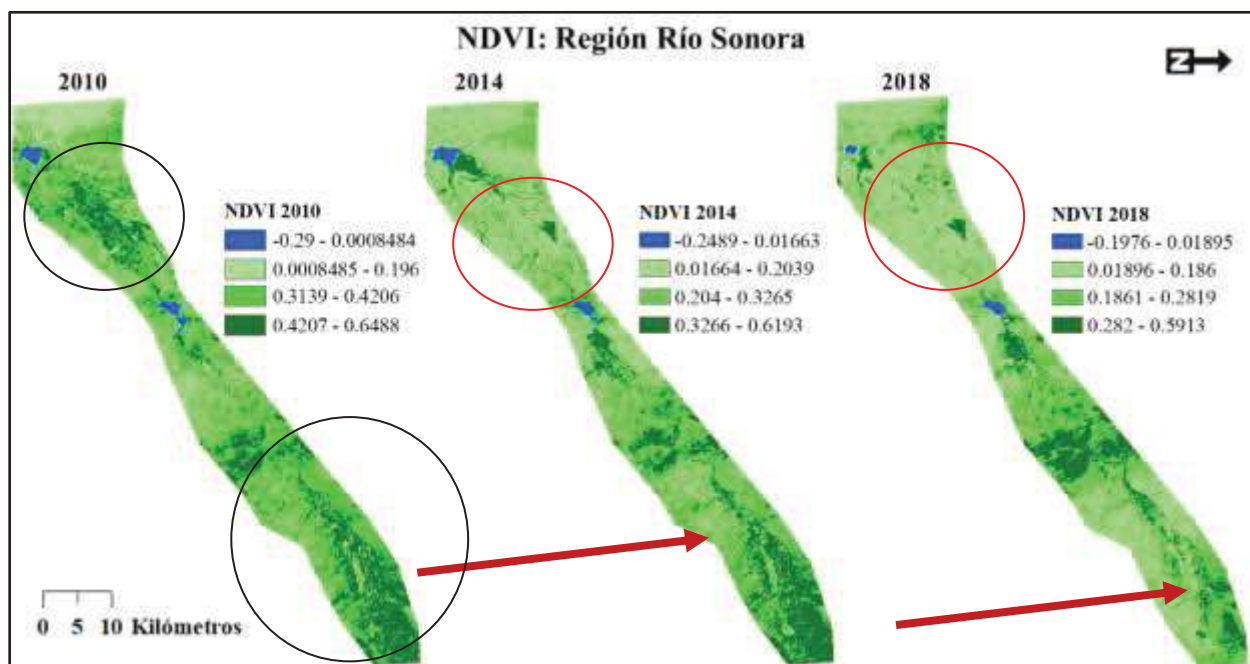 NDVI: Región Río Sonora
N
2010
2014
2018
NDVI 2010
-0.29 - 0.0008484
0.0008485 - 0.196
0.3139 - 0.4206
0.4207 - 0.6488
NDVI 2014
-0.2489 - 0.01663
0.01664 - 0.2039
0.204 - 0.3265
0.3266 - 0.6193
NDVI 2018
-0.1976 - 0.01895
0.01896 - 0.186
0.1861 - 0.2819
0.282 - 0.5913
0 5 10 Kilómetros